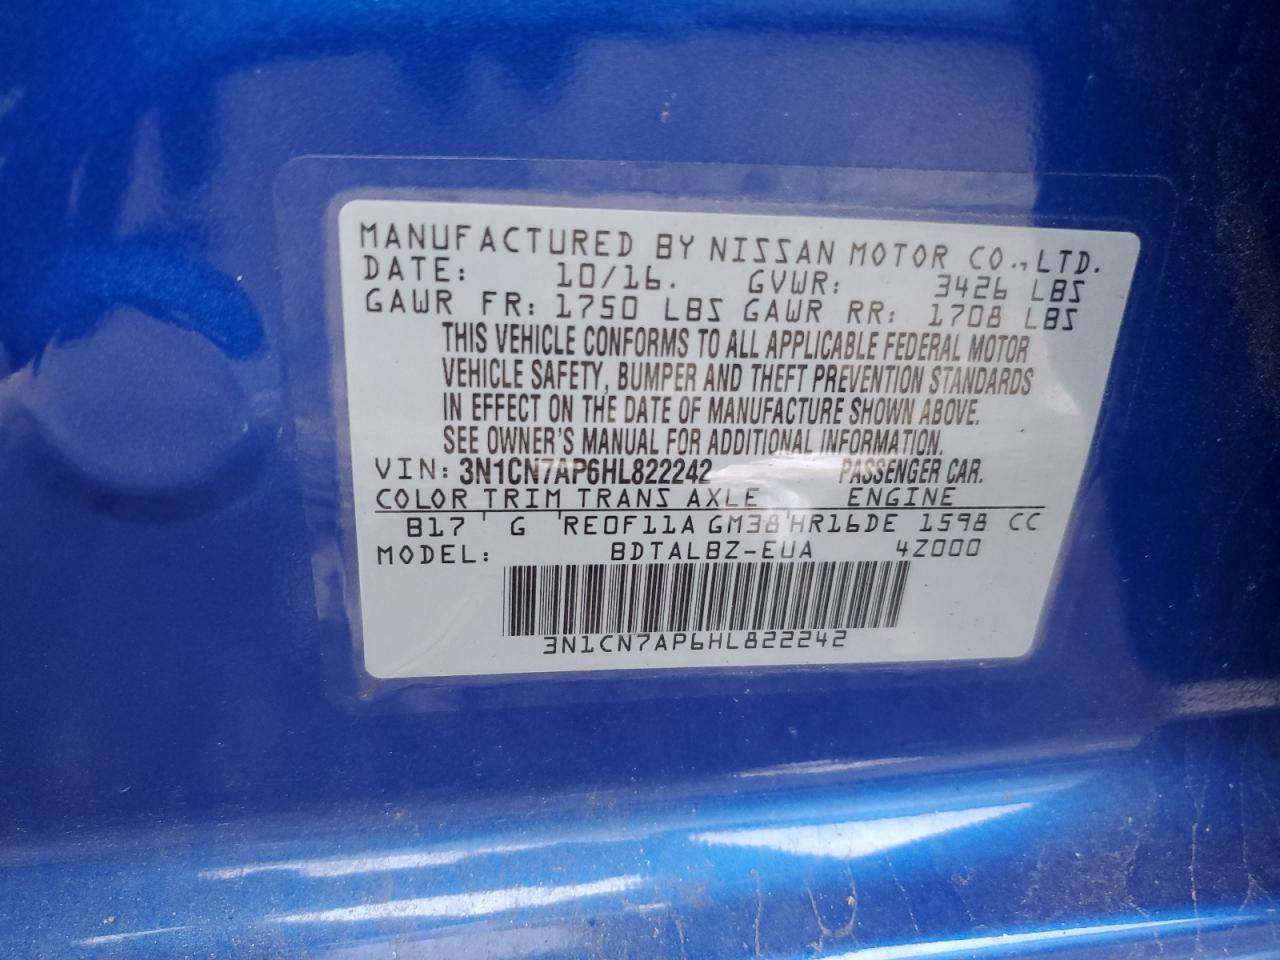 MANUFACTURED BY NISSAN MOTOR CO., LTD.
DATE: 10/16. GVWR: 3426 LBS
GAWR FR: 1750 LBS GAWR RR: 1708 LBS
THIS VEHICLE CONFORMS TO ALL APPLICABLE FEDERAL MOTOR
VEHICLE SAFETY, BUMPER AND THEFT PREVENTION STANDARDS
IN EFFECT ON THE DATE OF MANUFACTURE SHOWN ABOVE.
SEE OWNER'S MANUAL FOR ADDITIONAL INFORMATION.
VIN: 3N1CN7AP6HL822242 PASSENGER CAR.
COLOR TRIM TRANS AXLE ENGINE
B17 G RE0F11A GM38 HR16DE 1598 CC
MODEL: BDTALBZ-EUA 4Z000
3N1CN7AP6HL822242